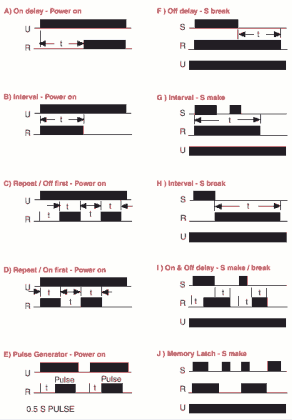 A) On delay - Power on
U
t
R
B) Interval - Power on
U
t
R
C) Repeat / Off first - Power on
U
t t t
R t t
D) Repeat / On first - Power on
U
t t t
R
E) Pulse Generator - Power on
U
Pulse Pulse
R t t
0.5 S PULSE
F ) Off delay - S break
S
t
R
U
G ) Interval - S make
S
t
R
U
H ) Interval - S break
S
t
R
U
I ) On & Off delay - S make / break
S
t t
R t t
U
J ) Memory Latch - S make
S
R
U